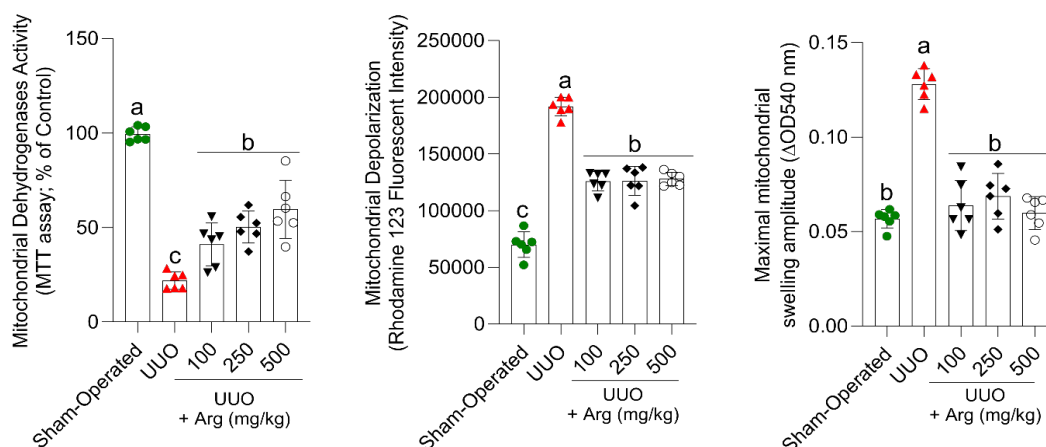 Mitochondrial Dehydrogenases Activity
(MTT assay; % of Control)
150
100
50
0
a
c
b
Sham-Operated
UUO
100
250
500
UUO
+ Arg (mg/kg)
Mitochondrial Depolarization
(Rhodamine 123 Fluorescent Intensity)
250000
200000
150000
100000
50000
0
c
a
b
Sham-Operated
UUO
100
250
500
UUO
+ Arg (mg/kg)
Maximal mitochondrial
swelling amplitude (ΔOD540 nm)
0.15
0.10
0.05
0.00
b
a
b
Sham-Operated
UUO
100
250
500
UUO
+ Arg (mg/kg)